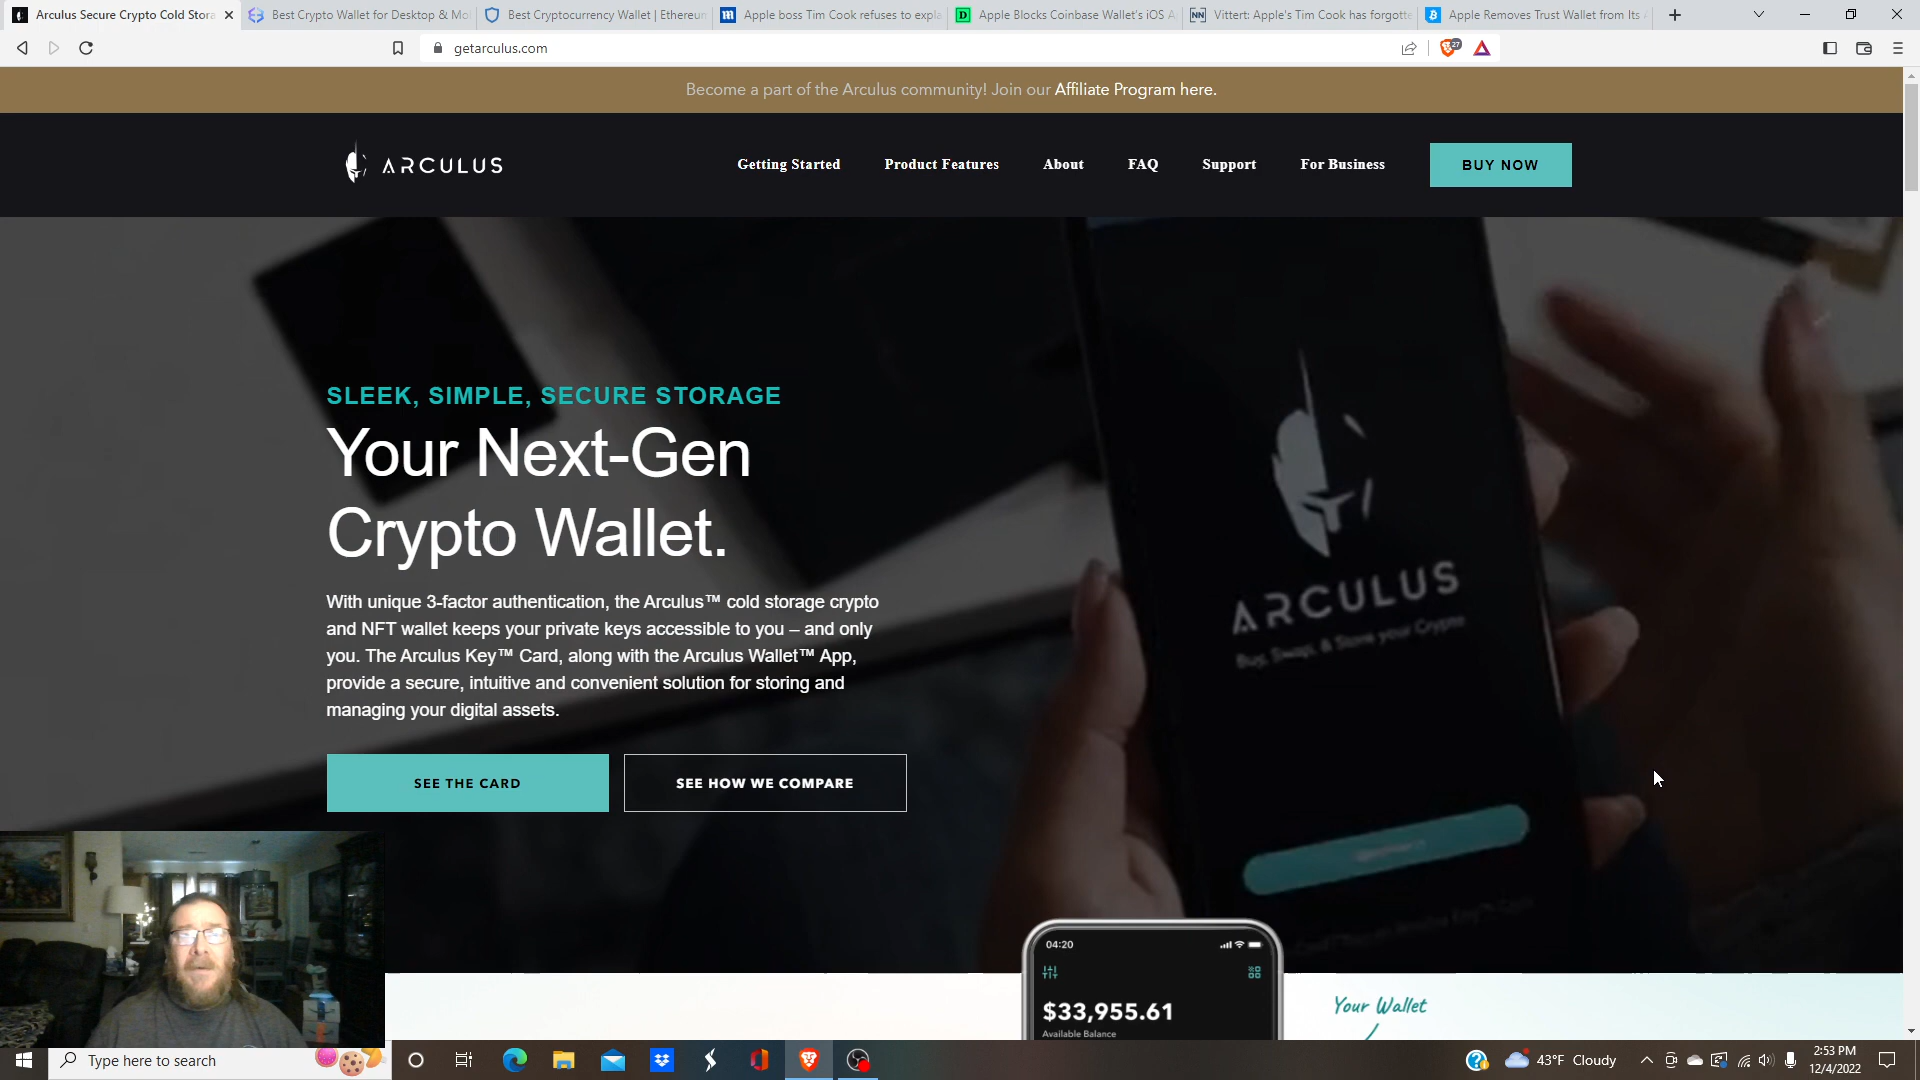 Arculus Secure Crypto Cold Stora
Best Crypto Wallet for Desktop & Mo
Best Cryptocurrency Wallet | Ethereun
Apple boss Tim Cook refuses to expla
Apple Blocks Coinbase Wallet's iOS A
Vittert: Apple's Tim Cook has forgotte
Apple Removes Trust Wallet from Its
getarculus.com
27
Become a part of the Arculus community! Join our Affiliate Program here.
ARCULUS
Getting Started
Product Features
About
FAQ
Support
For Business
BUY NOW
SLEEK, SIMPLE, SECURE STORAGE
Your Next-Gen
Crypto Wallet.
With unique 3-factor authentication, the Arculus™ cold storage crypto
and NFT wallet keeps your private keys accessible to you – and only
you. The Arculus Key™ Card, along with the Arculus Wallet™ App,
provide a secure, intuitive and convenient solution for storing and
managing your digital assets.
SEE THE CARD
SEE HOW WE COMPARE
ARCULUS
Buy, Swap, & Store your Crypto
04:20
$33,955.61
Available Balance
Your Wallet
Type here to search
43°F Cloudy
2:53 PM
12/4/2022